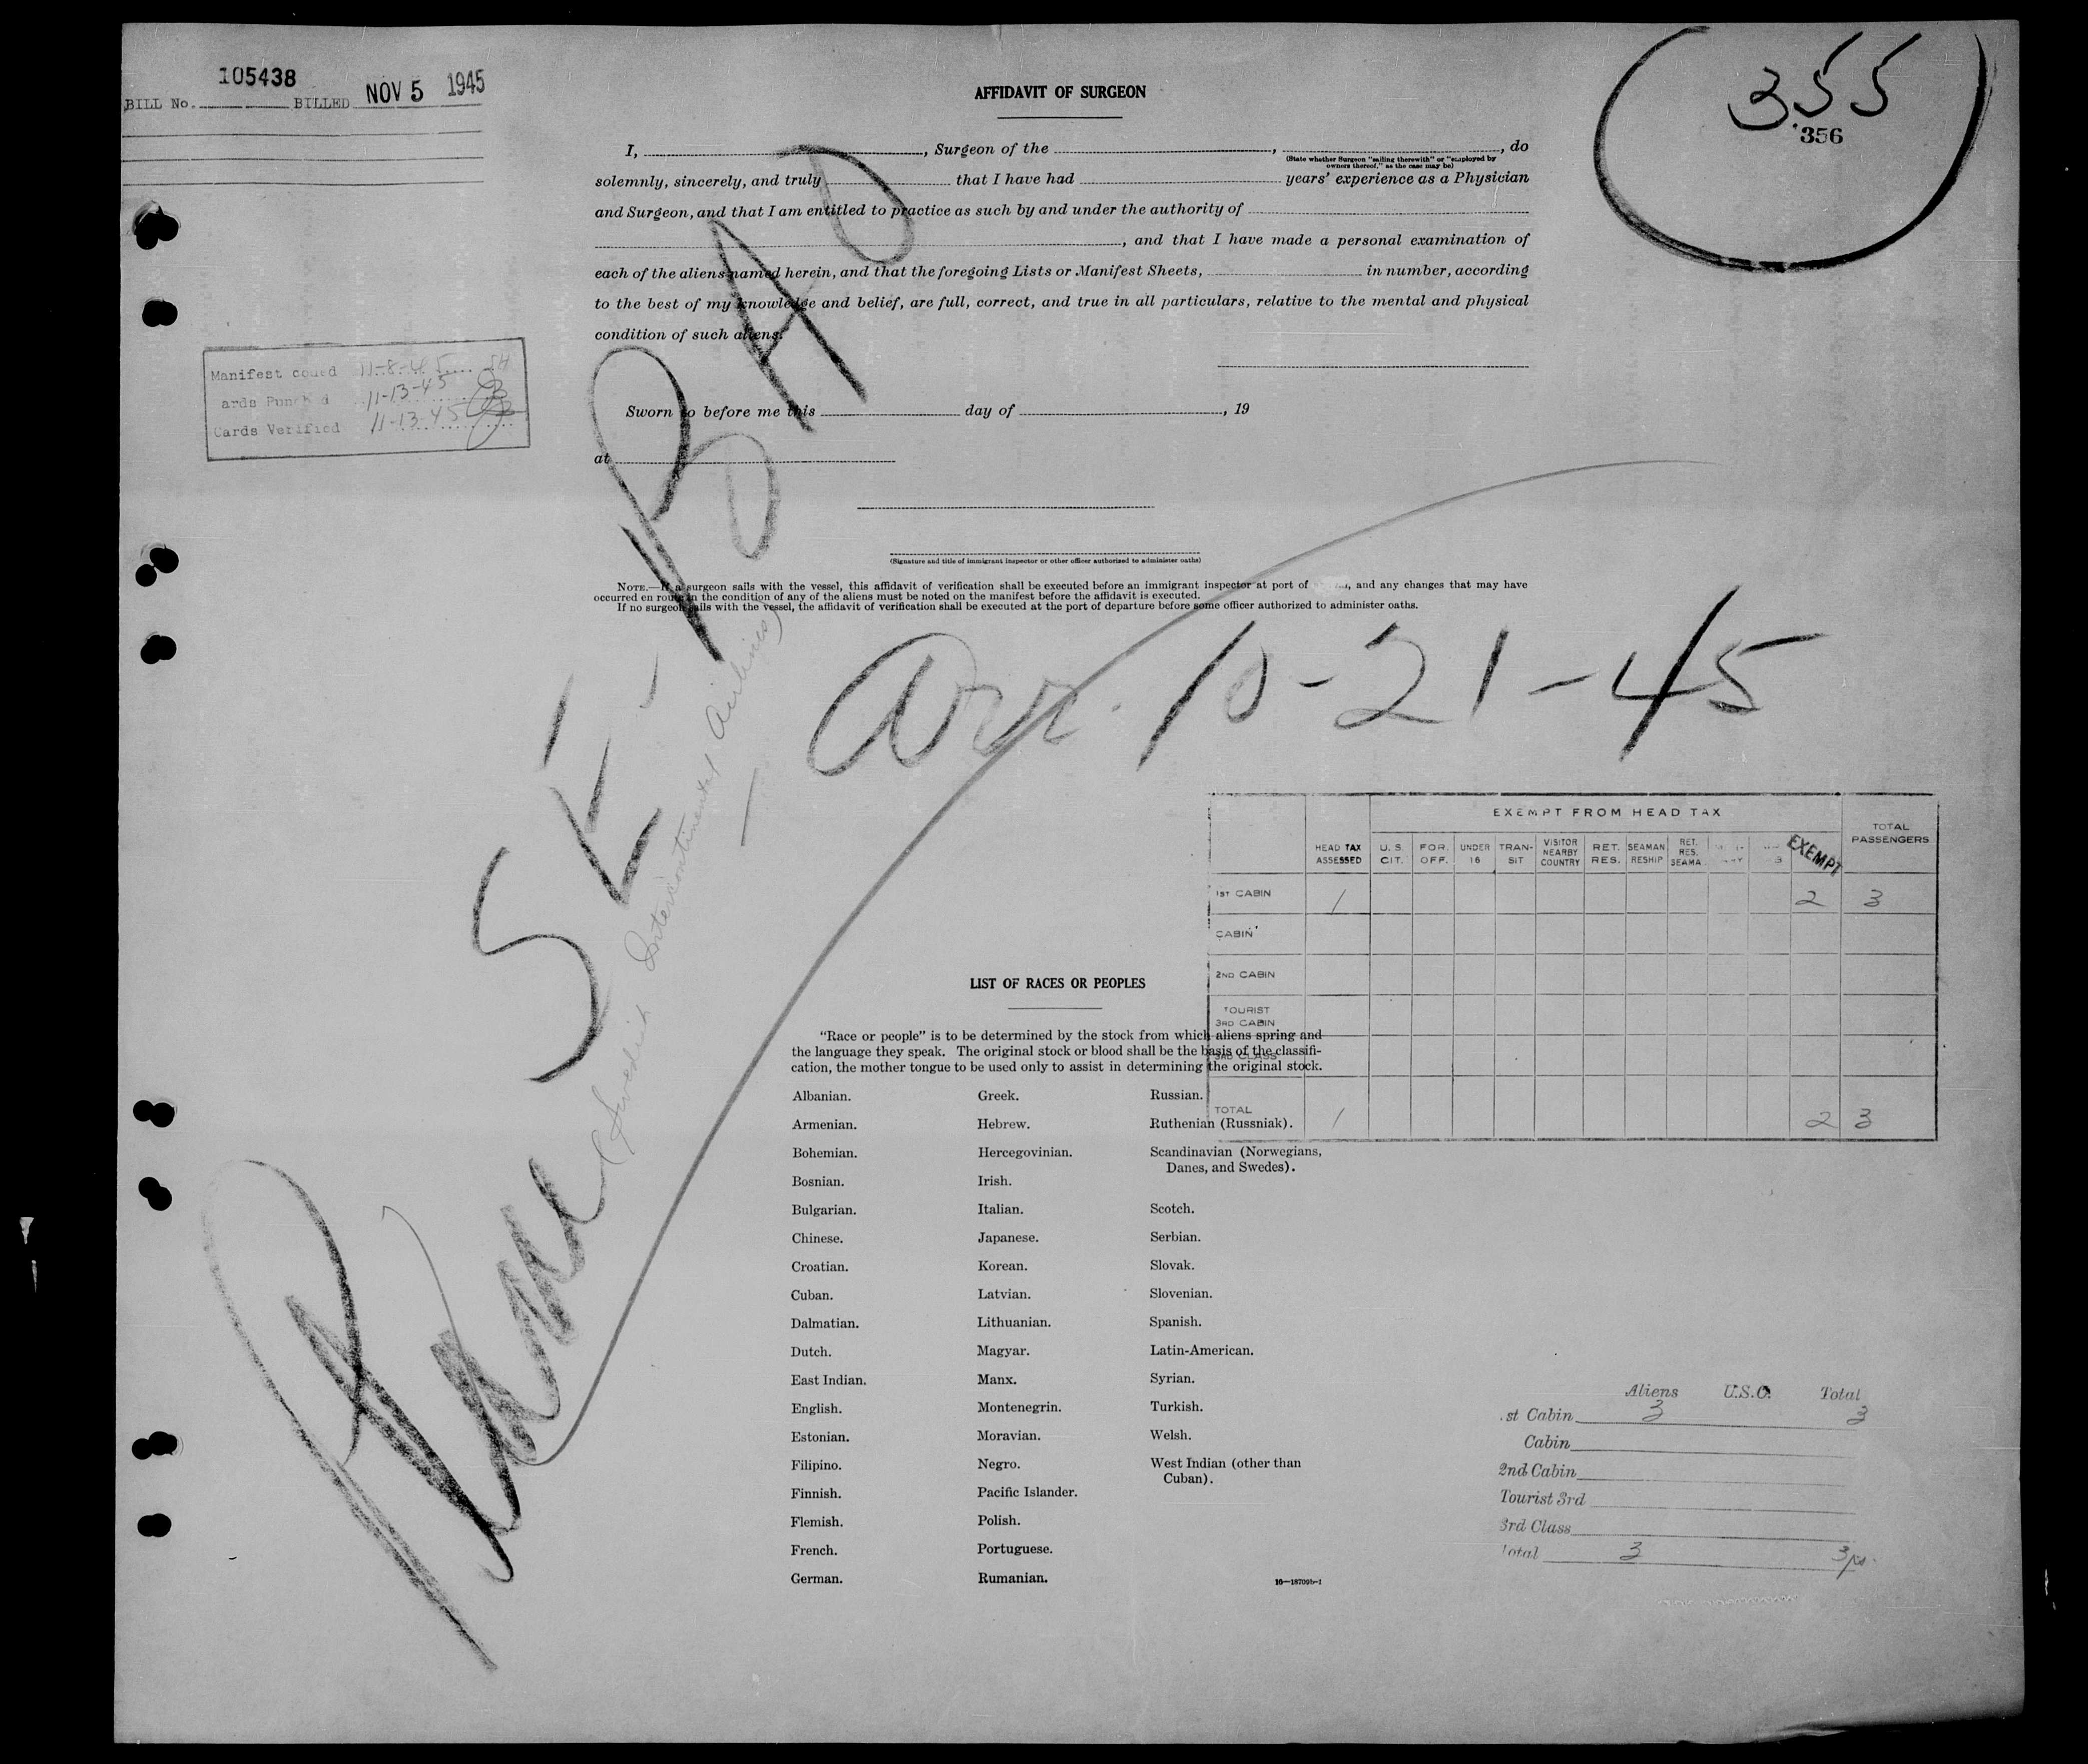 105438
BILL No. BILLED NOV 5 1945
355
356
AFFIDAVIT OF SURGEON
I, , Surgeon of the , , do
(State whether Surgeon "sailing therewith" or "employed by owners thereof," as the case may be)
solemnly, sincerely, and truly that I have had years' experience as a Physician
and Surgeon, and that I am entitled to practice as such by and under the authority of
, and that I have made a personal examination of
each of the aliens named herein, and that the foregoing Lists or Manifest Sheets, in number, according
to the best of my knowledge and belief, are full, correct, and true in all particulars, relative to the mental and physical
condition of such aliens.
Manifest coded 11-8-45 SH
ards Punch d 11-13-45
Cards Verified 11-13-45
Sworn to before me this day of , 19
at
(Signature and title of immigrant inspector or other officer authorized to administer oaths)
NOTE.—If a surgeon sails with the vessel, this affidavit of verification shall be executed before an immigrant inspector at port of , and any changes that may have
occurred en route in the condition of any of the aliens must be noted on the manifest before the affidavit is executed.
If no surgeon sails with the vessel, the affidavit of verification shall be executed at the port of departure before some officer authorized to administer oaths.
Plane SE-BAO
(Swedish Intercontinental Airlines)
Arr. 10-21-45
EXEMPT FROM HEAD TAX
HEAD TAX ASSESSED U.S. CIT. FOR. OFF. UNDER 16 TRANSIT VISITOR NEARBY COUNTRY RET. RES. SEAMAN RESHIP RET. RES. SEAMA EXEMPT TOTAL PASSENGERS
1ST CABIN 1 2 3
CABIN
2ND CABIN
TOURIST
3RD CABIN
3RD CLASS
TOTAL 1 2 3
LIST OF RACES OR PEOPLES
"Race or people" is to be determined by the stock from which aliens spring and
the language they speak. The original stock or blood shall be the basis of the classifi-
cation, the mother tongue to be used only to assist in determining the original stock.
Albanian. Greek. Russian.
Armenian. Hebrew. Ruthenian (Russniak).
Bohemian. Hercegovinian. Scandinavian (Norwegians,
Danes, and Swedes).
Bosnian. Irish.
Bulgarian. Italian. Scotch.
Chinese. Japanese. Serbian.
Croatian. Korean. Slovak.
Cuban. Latvian. Slovenian.
Dalmatian. Lithuanian. Spanish.
Dutch. Magyar. Latin-American.
East Indian. Manx. Syrian.
English. Montenegrin. Turkish.
Estonian. Moravian. Welsh.
Filipino. Negro. West Indian (other than
Cuban).
Finnish. Pacific Islander.
Flemish. Polish.
French. Portuguese.
German. Rumanian.
16—18709b-1
Aliens U.S.C. Total
st Cabin 3 3
Cabin
2nd Cabin
Tourist 3rd
3rd Class
Total 3 3